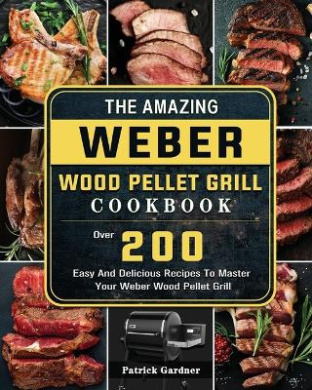 THE AMAZING
WEBER
WOOD PELLET GRILL
COOKBOOK
Over 200
Easy And Delicious Recipes To Master
Your Weber Wood Pellet Grill
Patrick Gardner